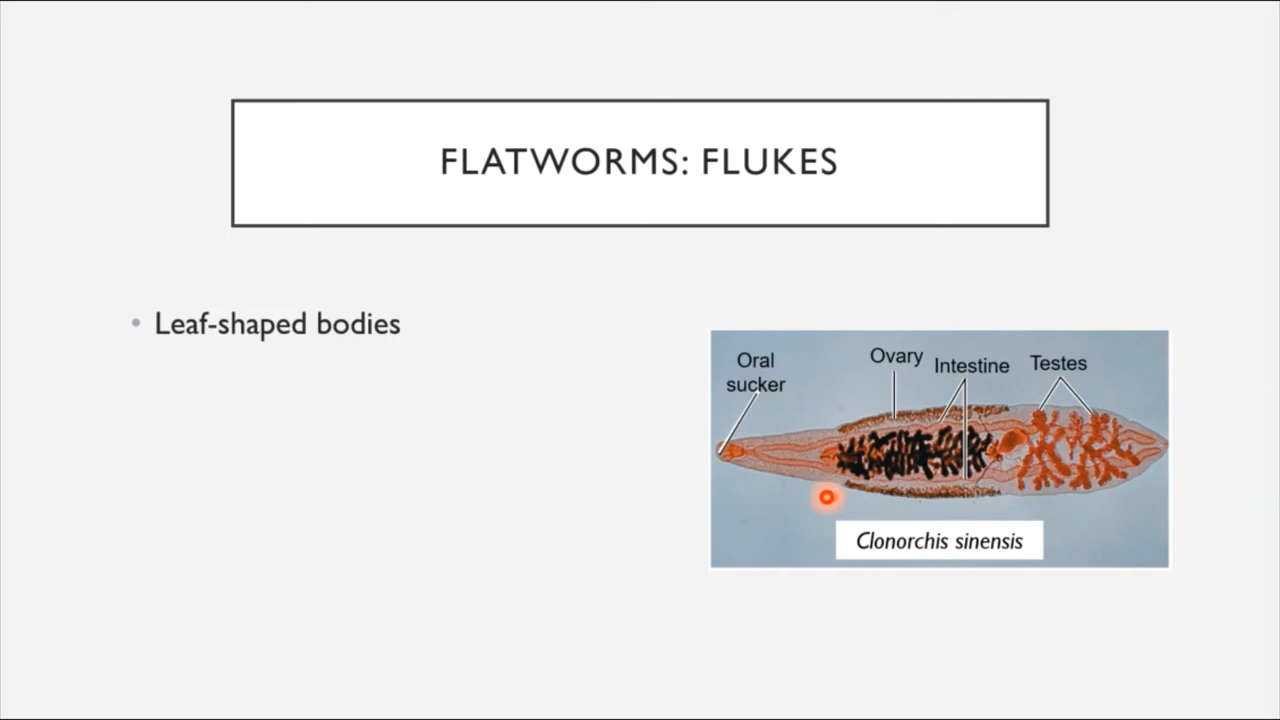 FLATWORMS: FLUKES
• Leaf-shaped bodies
Oral
sucker
Ovary
Intestine
Testes
Clonorchis sinensis